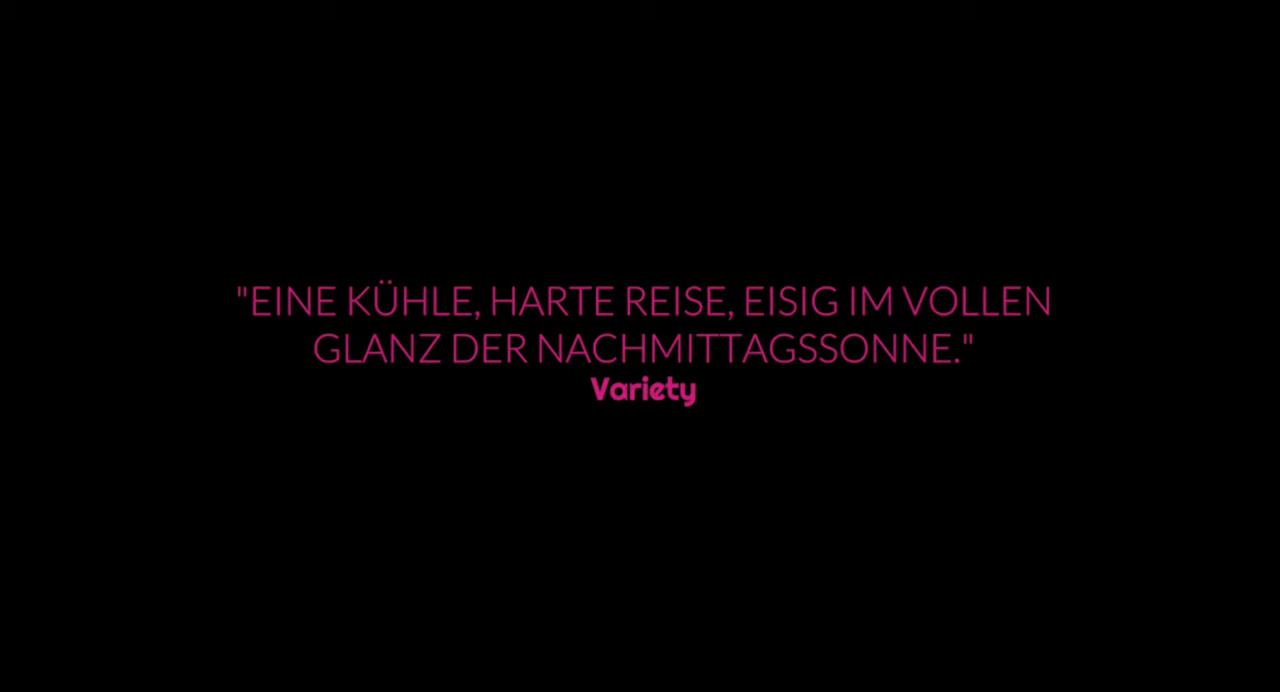 "EINE KÜHLE, HARTE REISE, EISIG IM VOLLEN
GLANZ DER NACHMITTAGSSONNE."
Variety